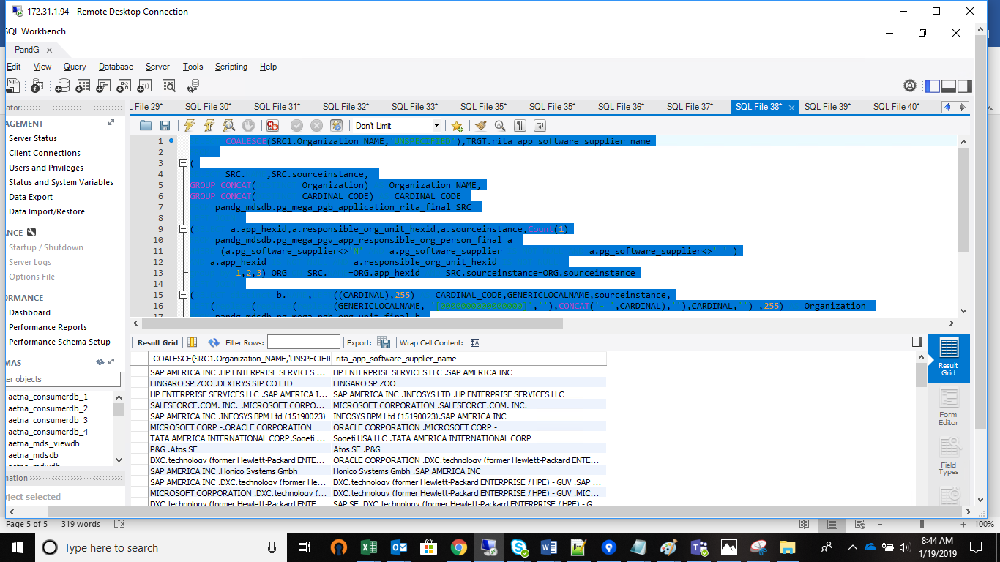 172.31.1.94 - Remote Desktop Connection
SQL Workbench
PandG
Edit View Query Database Server Tools Scripting Help
ator
L File 29* SQL File 30* SQL File 31* SQL File 32* SQL File 33* SQL File 35* SQL File 35* SQL File 36* SQL File 37* SQL File 38* SQL File 39* SQL File 40*
AGEMENT
Server Status
Client Connections
Users and Privileges
Status and System Variables
Data Export
Data Import/Restore
ANCE
Startup / Shutdown
Server Logs
Options File
ORMANCE
Dashboard
Performance Reports
Performance Schema Setup
MAS
ter objects
aetna_consumerdb_1
aetna_consumerdb_2
aetna_consumerdb_3
aetna_consumerdb_4
aetna_mds_viewdb
aetna_mdsdb
aetna_mdwdb
mation
ject selected
Don't Limit
1 COALESCE(SRC1.Organization_NAME,'UNSPECIFIED'),TRGT.rita_app_software_supplier_name
2
3 (
4 SRC. ,SRC.sourceinstance,
5 GROUP_CONCAT( Organization) Organization_NAME,
6 GROUP_CONCAT( CARDINAL_CODE) CARDINAL_CODE
7 pandg_mdsdb.pg_mega_pgb_application_rita_final SRC
8
9 ( a.app_hexid,a.responsible_org_unit_hexid,a.sourceinstance,Count(1)
10 pandg_mdsdb.pg_mega_pgv_app_responsible_org_person_final a
11 (a.pg_software_supplier<>'N' a.pg_software_supplier a.pg_software_supplier<>' ')
12 a.app_hexid a.responsible_org_unit_hexid
13 1,2,3) ORG SRC. =ORG.app_hexid SRC.sourceinstance=ORG.sourceinstance
14
15 ( b. , ((CARDINAL),255) CARDINAL_CODE,GENERICLOCALNAME,sourceinstance,
16 ( ( ( (GENERICLOCALNAME, '[0000000000000000]',''),CONCAT('- ',CARDINAL),''),CARDINAL,'') ,255) Organization
17 pandg_mdsdb.pg_mega_pgb_org_unit_final b
Result Grid Filter Rows: Export: Wrap Cell Content:
COALESCE(SRC1.Organization_NAME,'UNSPECIFI rita_app_software_supplier_name
SAP AMERICA INC ,HP ENTERPRISE SERVICES ... HP ENTERPRISE SERVICES LLC ,SAP AMERICA INC
LINGARO SP ZOO ,DEXTRYS SIP CO LTD LINGARO SP ZOO
HP ENTERPRISE SERVICES LLC ,SAP AMERICA I... SAP AMERICA INC ,INFOSYS LTD ,HP ENTERPRISE SERVICES LLC
SALESFORCE.COM, INC. ,MICROSOFT CORPO... MICROSOFT CORPORATION ,SALESFORCE.COM, INC.
SAP AMERICA INC ,INFOSYS BPM Ltd (15190023) INFOSYS BPM Ltd (15190023),SAP AMERICA INC
MICROSOFT CORP -,ORACLE CORPORATION ORACLE CORPORATION ,MICROSOFT CORP -
TATA AMERICA INTERNATIONAL CORP,Sogeti ... Sogeti USA LLC ,TATA AMERICA INTERNATIONAL CORP
P&G ,Atos SE Atos SE ,P&G
DXC.technology (former Hewlett-Packard ENTE... ORACLE CORPORATION ,DXC.technology (former Hewlett-Packard ENTE...
SAP AMERICA INC ,Honico Systems Gmbh Honico Systems Gmbh ,SAP AMERICA INC
SAP AMERICA INC ,DXC.technology (former He... DXC.technology (former Hewlett-Packard ENTERPRISE / HPE) - GUV ,SAP ...
MICROSOFT CORPORATION ,DXC.technology (... DXC.technology (former Hewlett-Packard ENTERPRISE / HPE) - GUV ,MIC...
DXC.technology (former Hewlett-Packard ENTE... SAP SE, DXC.technology (former Hewlett-Packard ENTERPRISE / HPE) - G...
Result Grid
Form Editor
Field Types
Page 5 of 5 319 words 100%
Type here to search
8:44 AM
1/19/2019